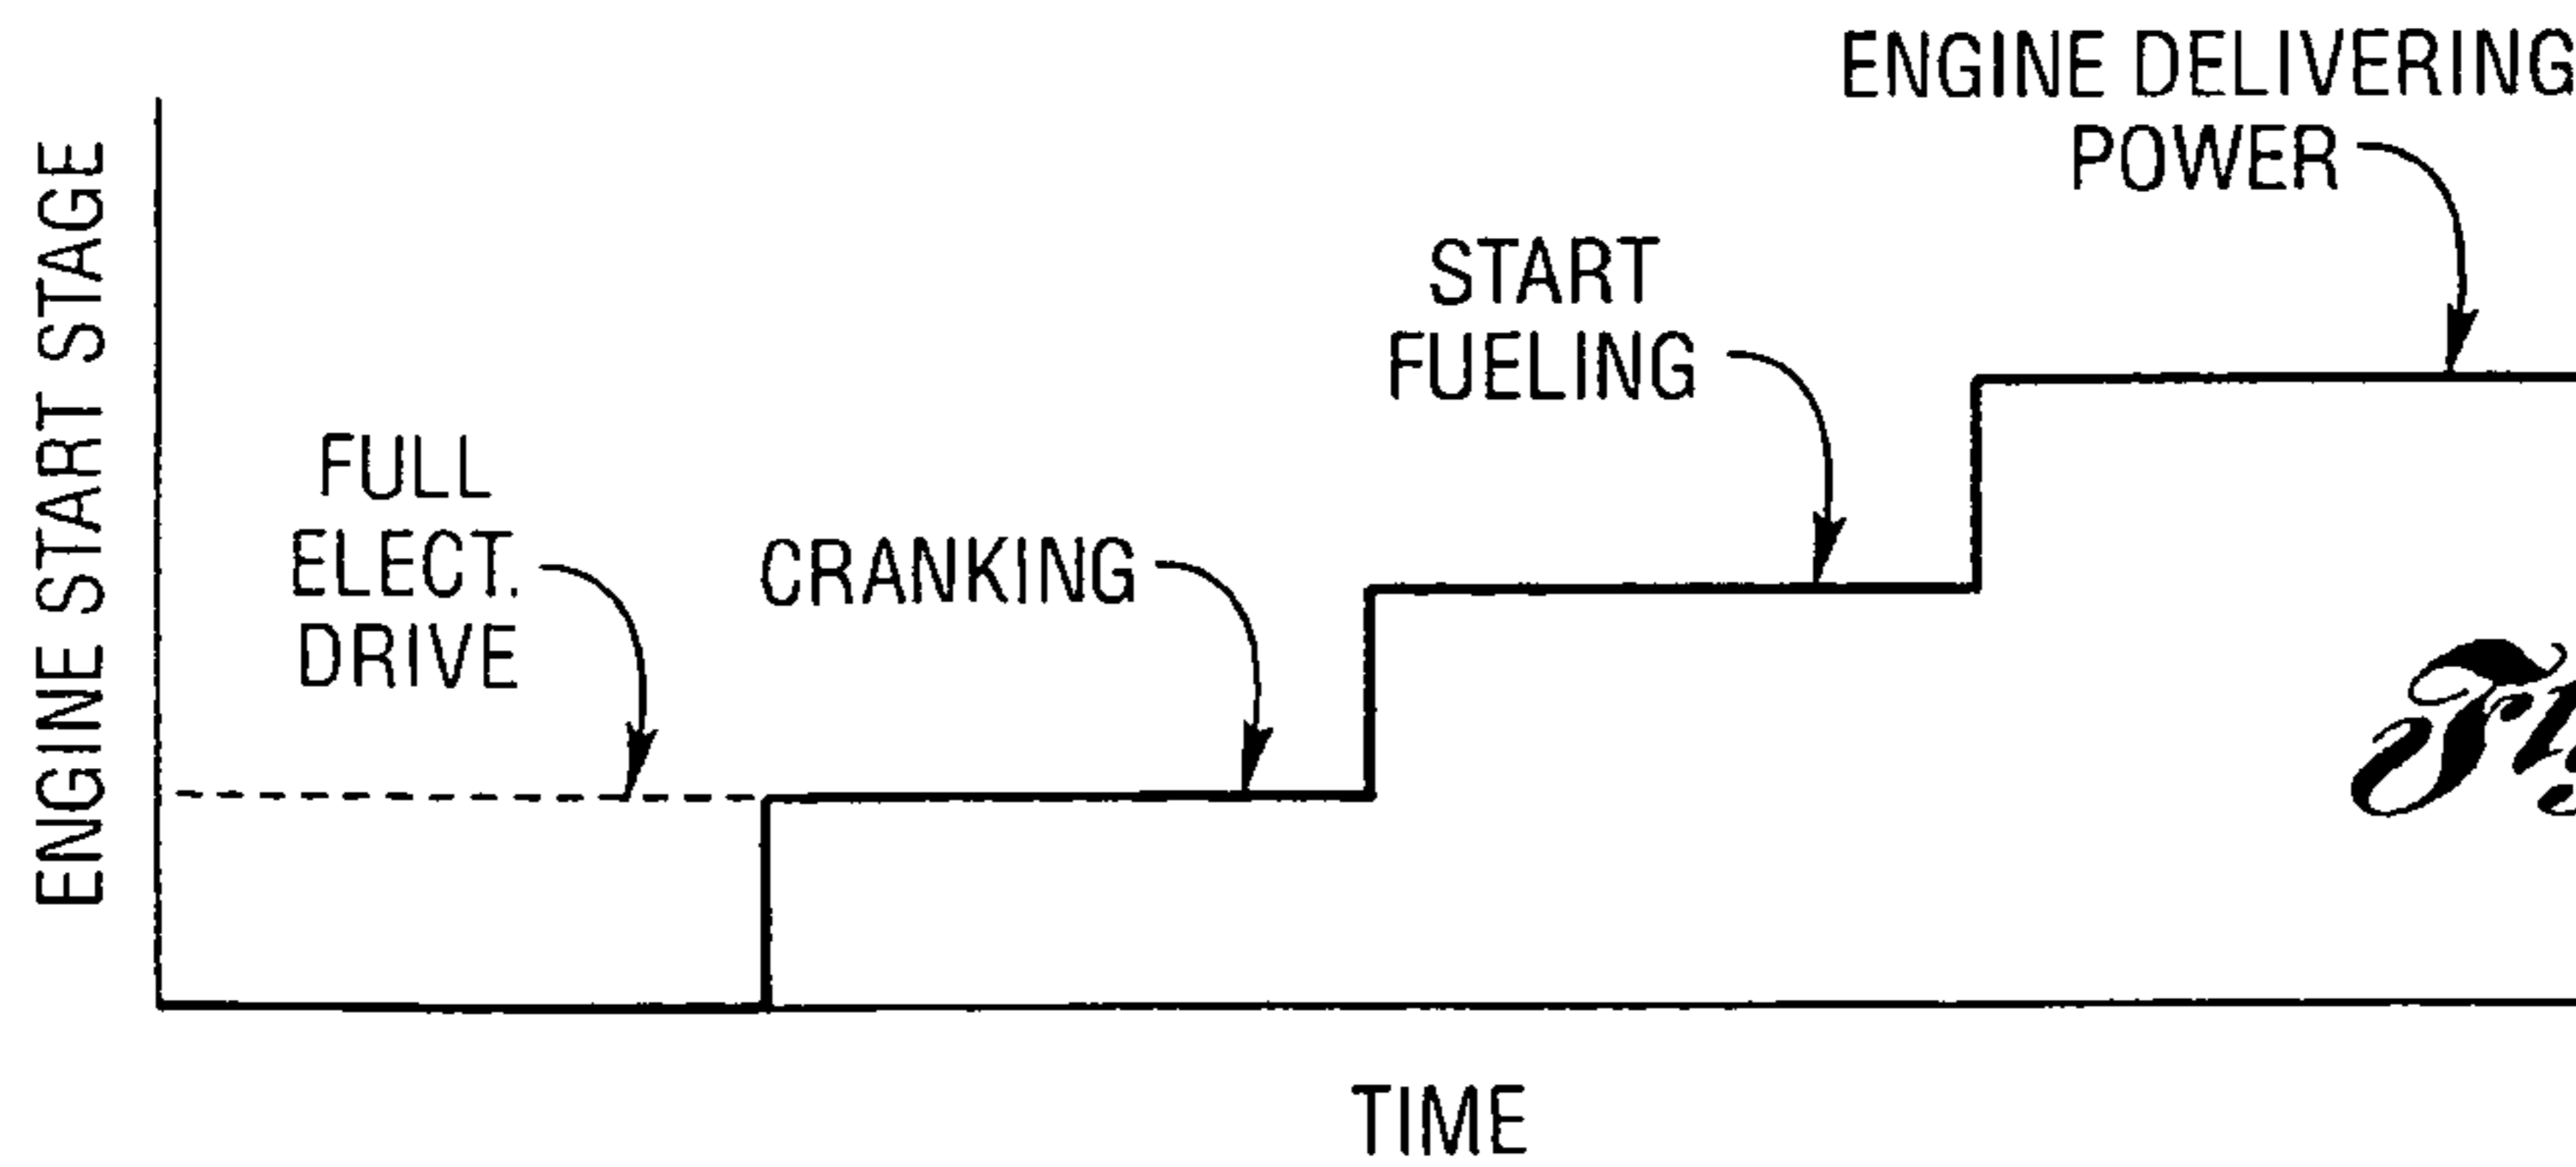 ENGINE DELIVERING
POWER
START
FUELING
FULL
ELECT.
DRIVE
CRANKING
ENGINE START STAGE
TIME